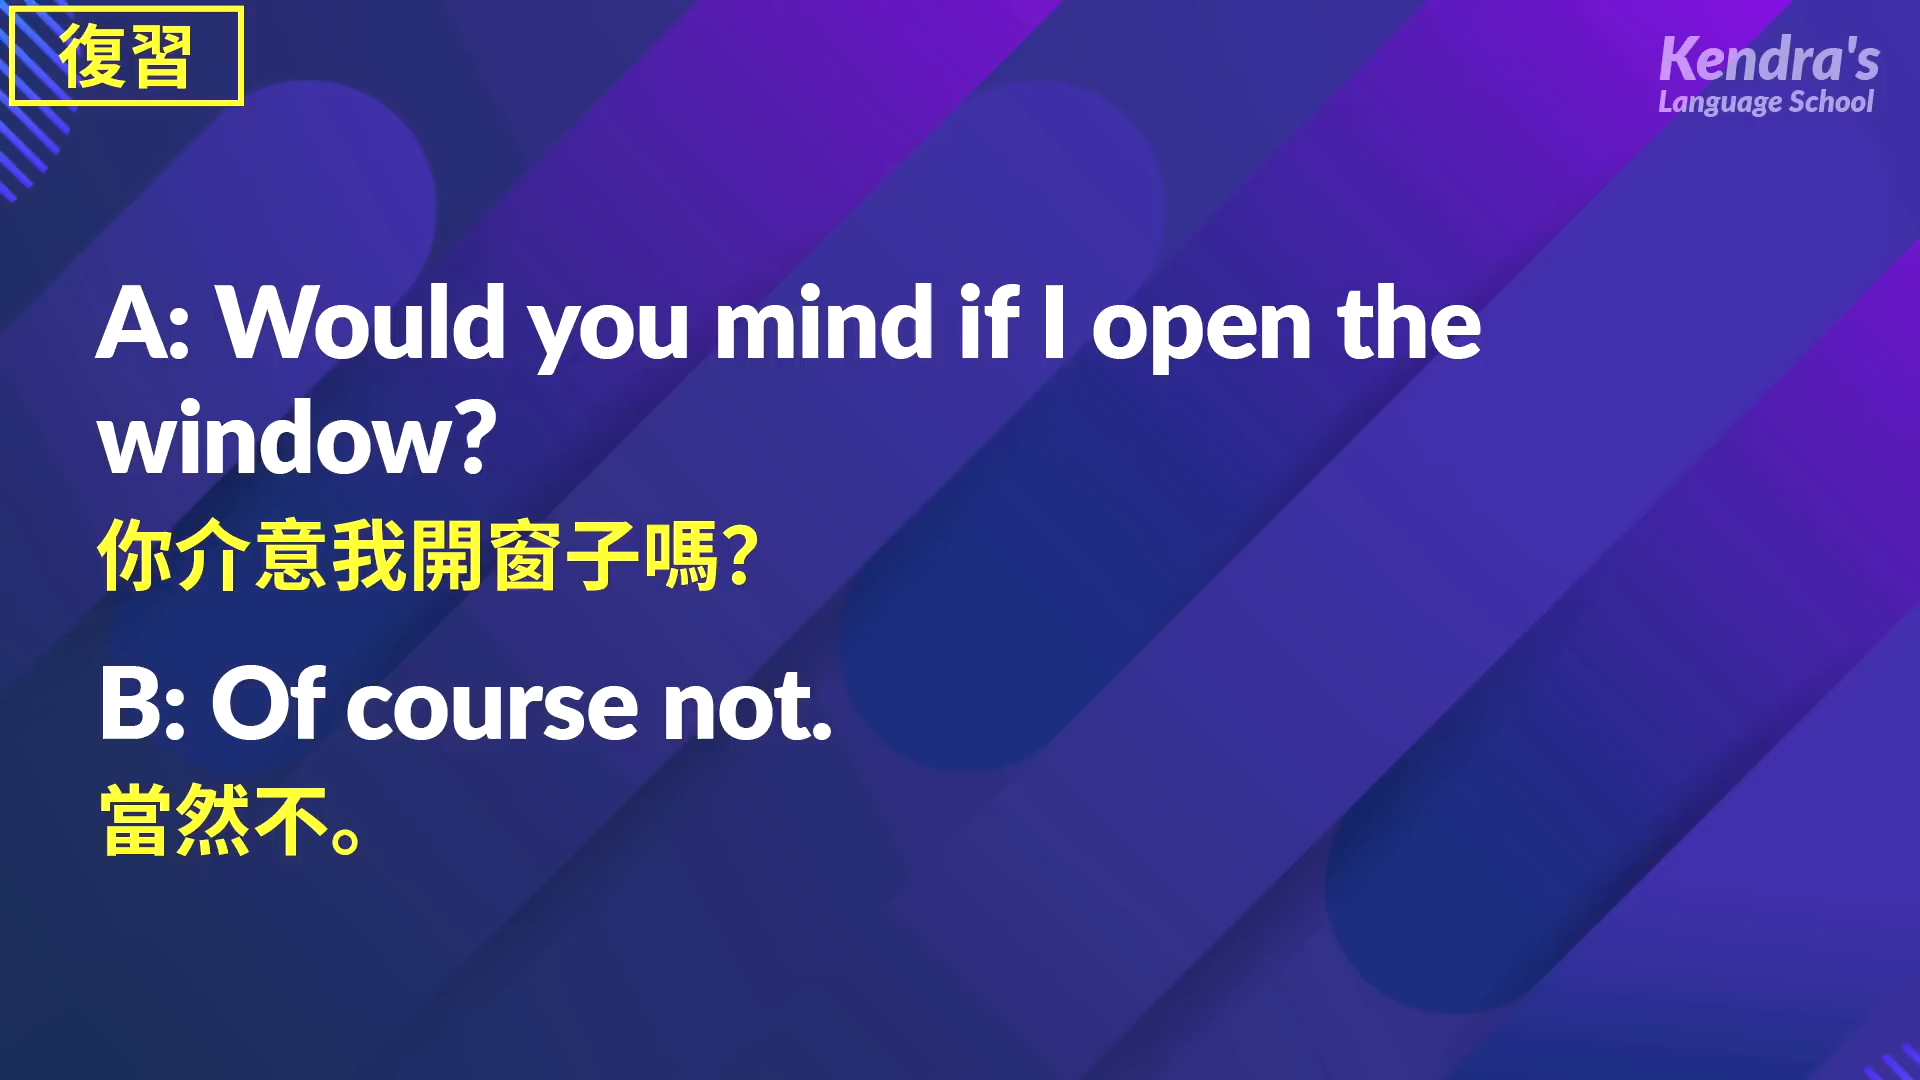 復習
Kendra's
Language School
A: Would you mind if I open the
window?
你介意我開窗子嗎?
B: Of course not.
當然不。